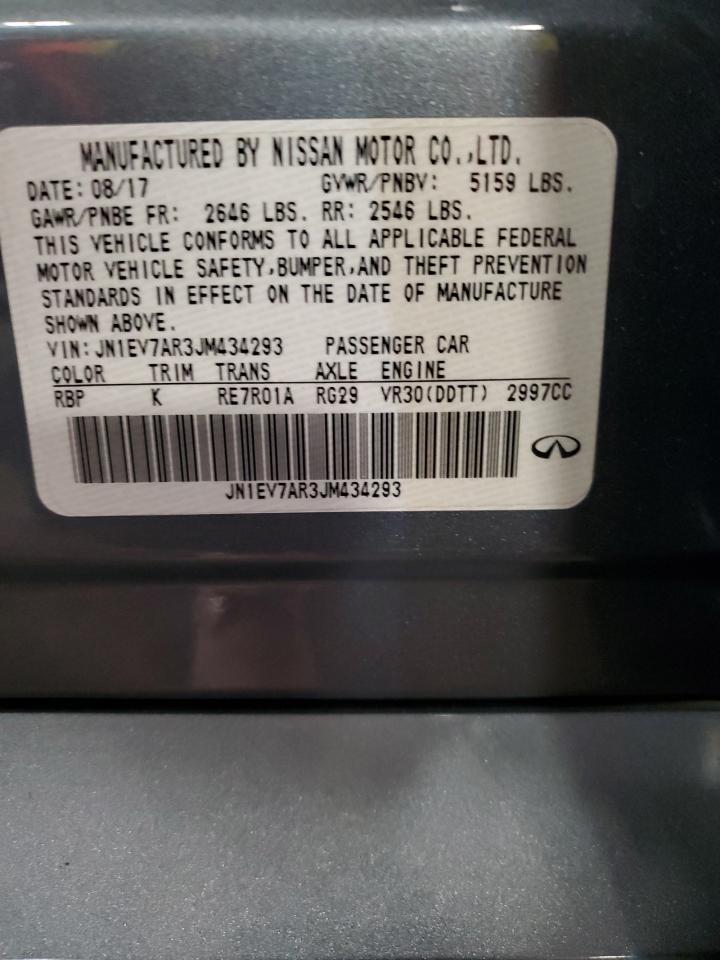 MANUFACTURED BY NISSAN MOTOR CO.,LTD.
DATE: 08/17 GVWR/PNBV: 5159 LBS.
GAWR/PNBE FR: 2646 LBS. RR: 2546 LBS.
THIS VEHICLE CONFORMS TO ALL APPLICABLE FEDERAL
MOTOR VEHICLE SAFETY,BUMPER,AND THEFT PREVENTION
STANDARDS IN EFFECT ON THE DATE OF MANUFACTURE
SHOWN ABOVE.
VIN: JN1EV7AR3JM434293 PASSENGER CAR
COLOR TRIM TRANS AXLE ENGINE
RBP K RE7R01A RG29 VR30(DDTT) 2997CC
JN1EV7AR3JM434293